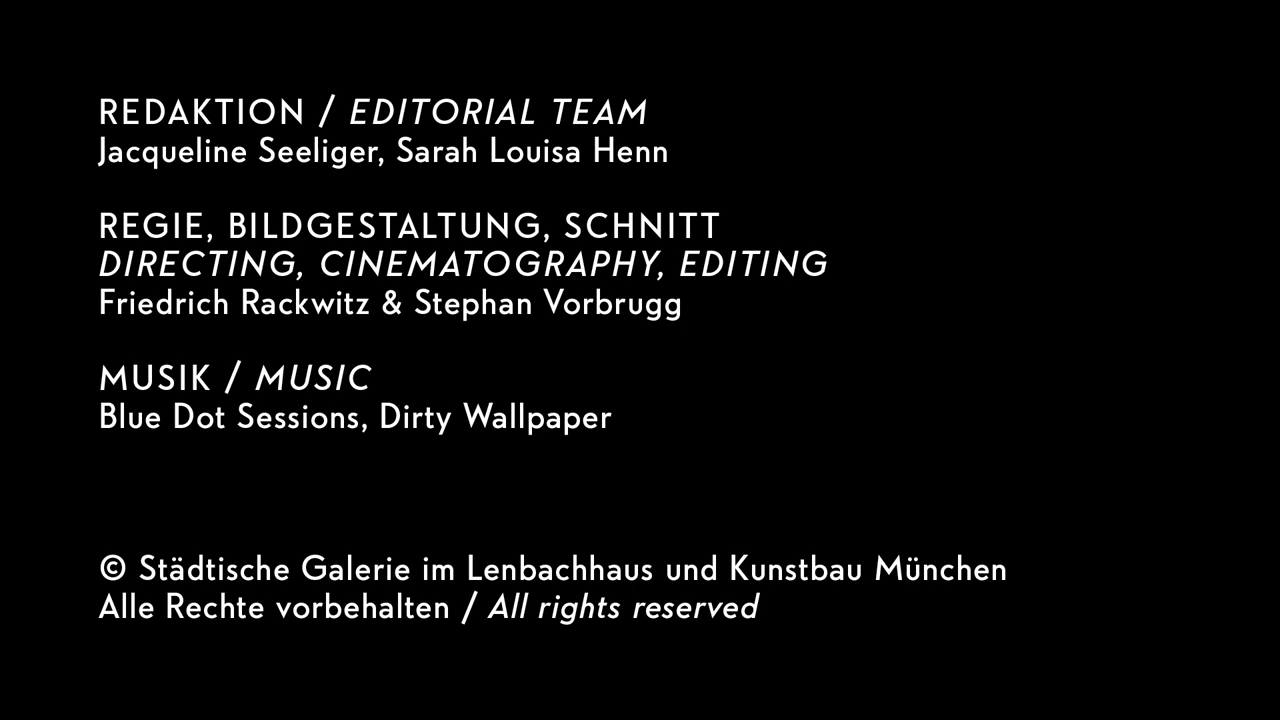 REDAKTION / EDITORIAL TEAM
Jacqueline Seeliger, Sarah Louisa Henn
REGIE, BILDGESTALTUNG, SCHNITT
DIRECTING, CINEMATOGRAPHY, EDITING
Friedrich Rackwitz & Stephan Vorbrugg
MUSIK / MUSIC
Blue Dot Sessions, Dirty Wallpaper
© Städtische Galerie im Lenbachhaus und Kunstbau München
Alle Rechte vorbehalten / All rights reserved